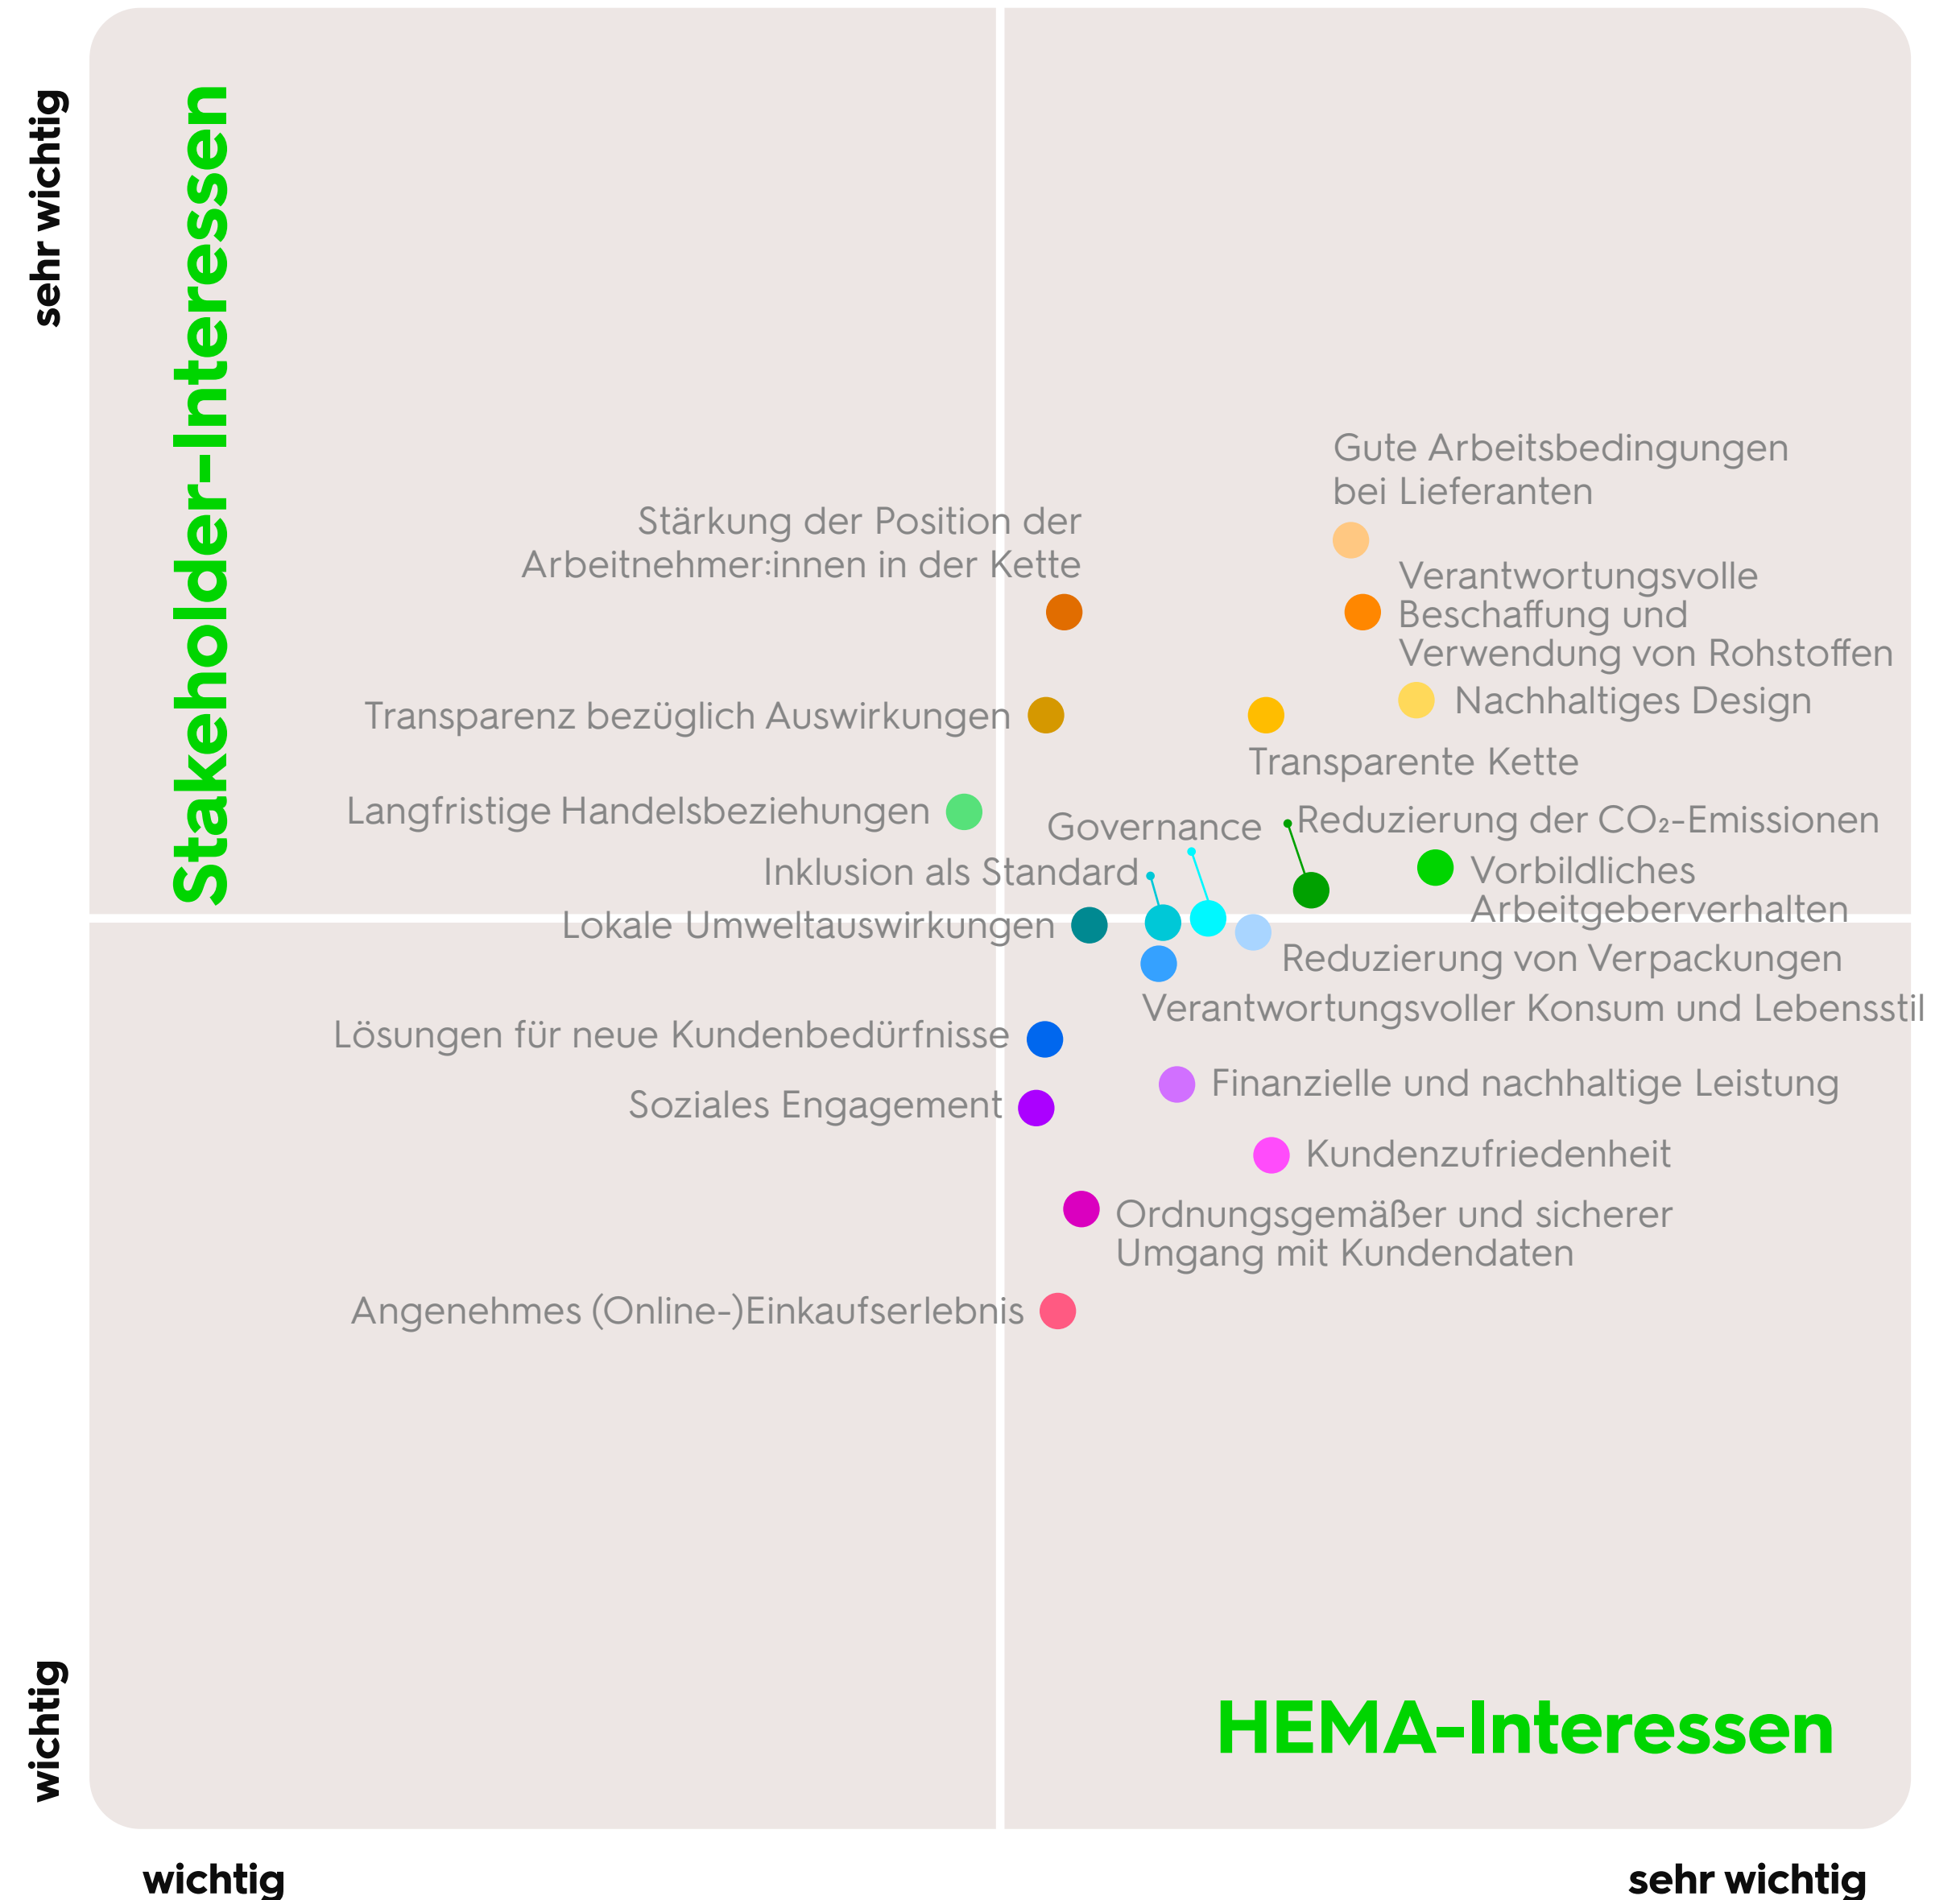 sehr wichtig
Stakeholder-Interessen
Gute Arbeitsbedingungen
bei Lieferanten
Stärkung der Position der
Arbeitnehmer:innen in der Kette
Verantwortungsvolle
Beschaffung und
Verwendung von Rohstoffen
Nachhaltiges Design
Transparenz bezüglich Auswirkungen
Transparente Kette
Langfristige Handelsbeziehungen
Governance
Reduzierung der CO₂-Emissionen
Inklusion als Standard
Vorbildliches
Arbeitgeberverhalten
Lokale Umweltauswirkungen
Reduzierung von Verpackungen
Verantwortungsvoller Konsum und Lebensstil
Lösungen für neue Kundenbedürfnisse
Finanzielle und nachhaltige Leistung
Soziales Engagement
Kundenzufriedenheit
Ordnungsgemäßer und sicherer
Umgang mit Kundendaten
Angenehmes (Online-)Einkaufserlebnis
wichtig
HEMA-Interessen
wichtig
sehr wichtig